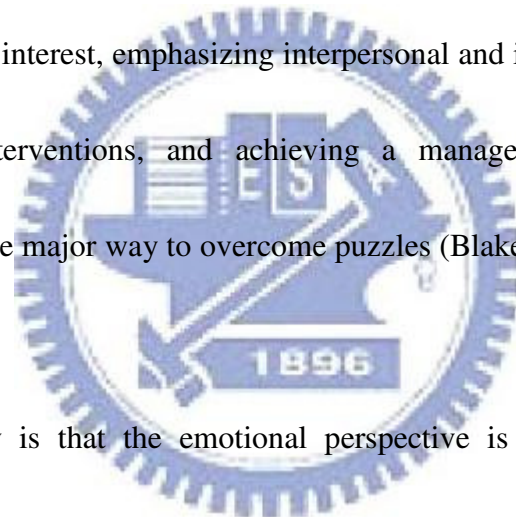 interest, emphasizing interpersonal and i
terventions, and achieving a manage
e major way to overcome puzzles (Blake
ESA
1896
is that the emotional perspective is